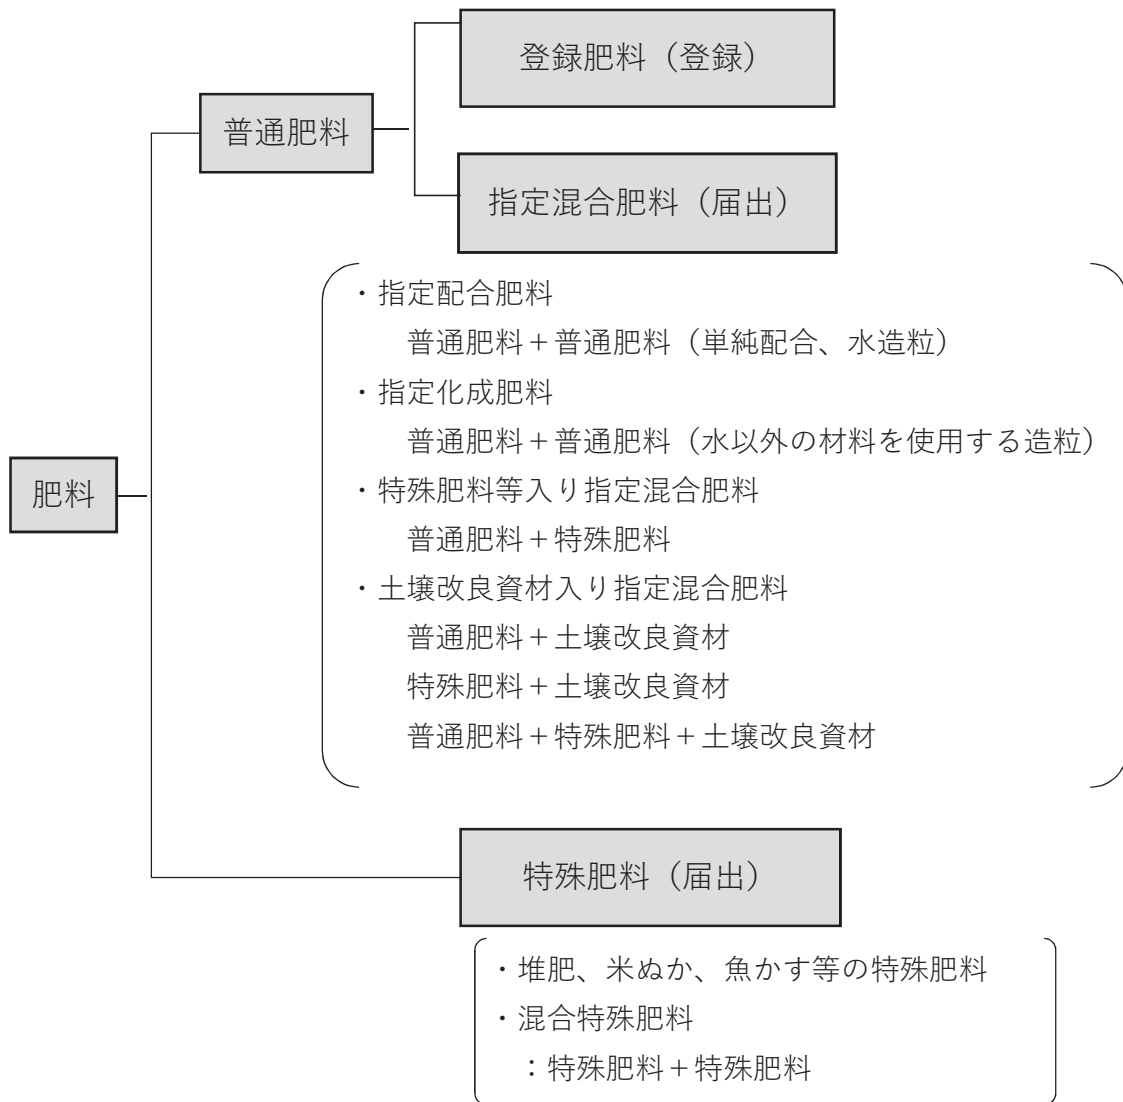 登録肥料（登録）
普通肥料
指定混合肥料（届出）
・指定配合肥料
普通肥料＋普通肥料（単純配合、水造粒）
・指定化成肥料
普通肥料＋普通肥料（水以外の材料を使用する造粒）
・特殊肥料等入り指定混合肥料
普通肥料＋特殊肥料
・土壌改良資材入り指定混合肥料
普通肥料＋土壌改良資材
特殊肥料＋土壌改良資材
普通肥料＋特殊肥料＋土壌改良資材
肥料
特殊肥料（届出）
・堆肥、米ぬか、魚かす等の特殊肥料
・混合特殊肥料
：特殊肥料＋特殊肥料